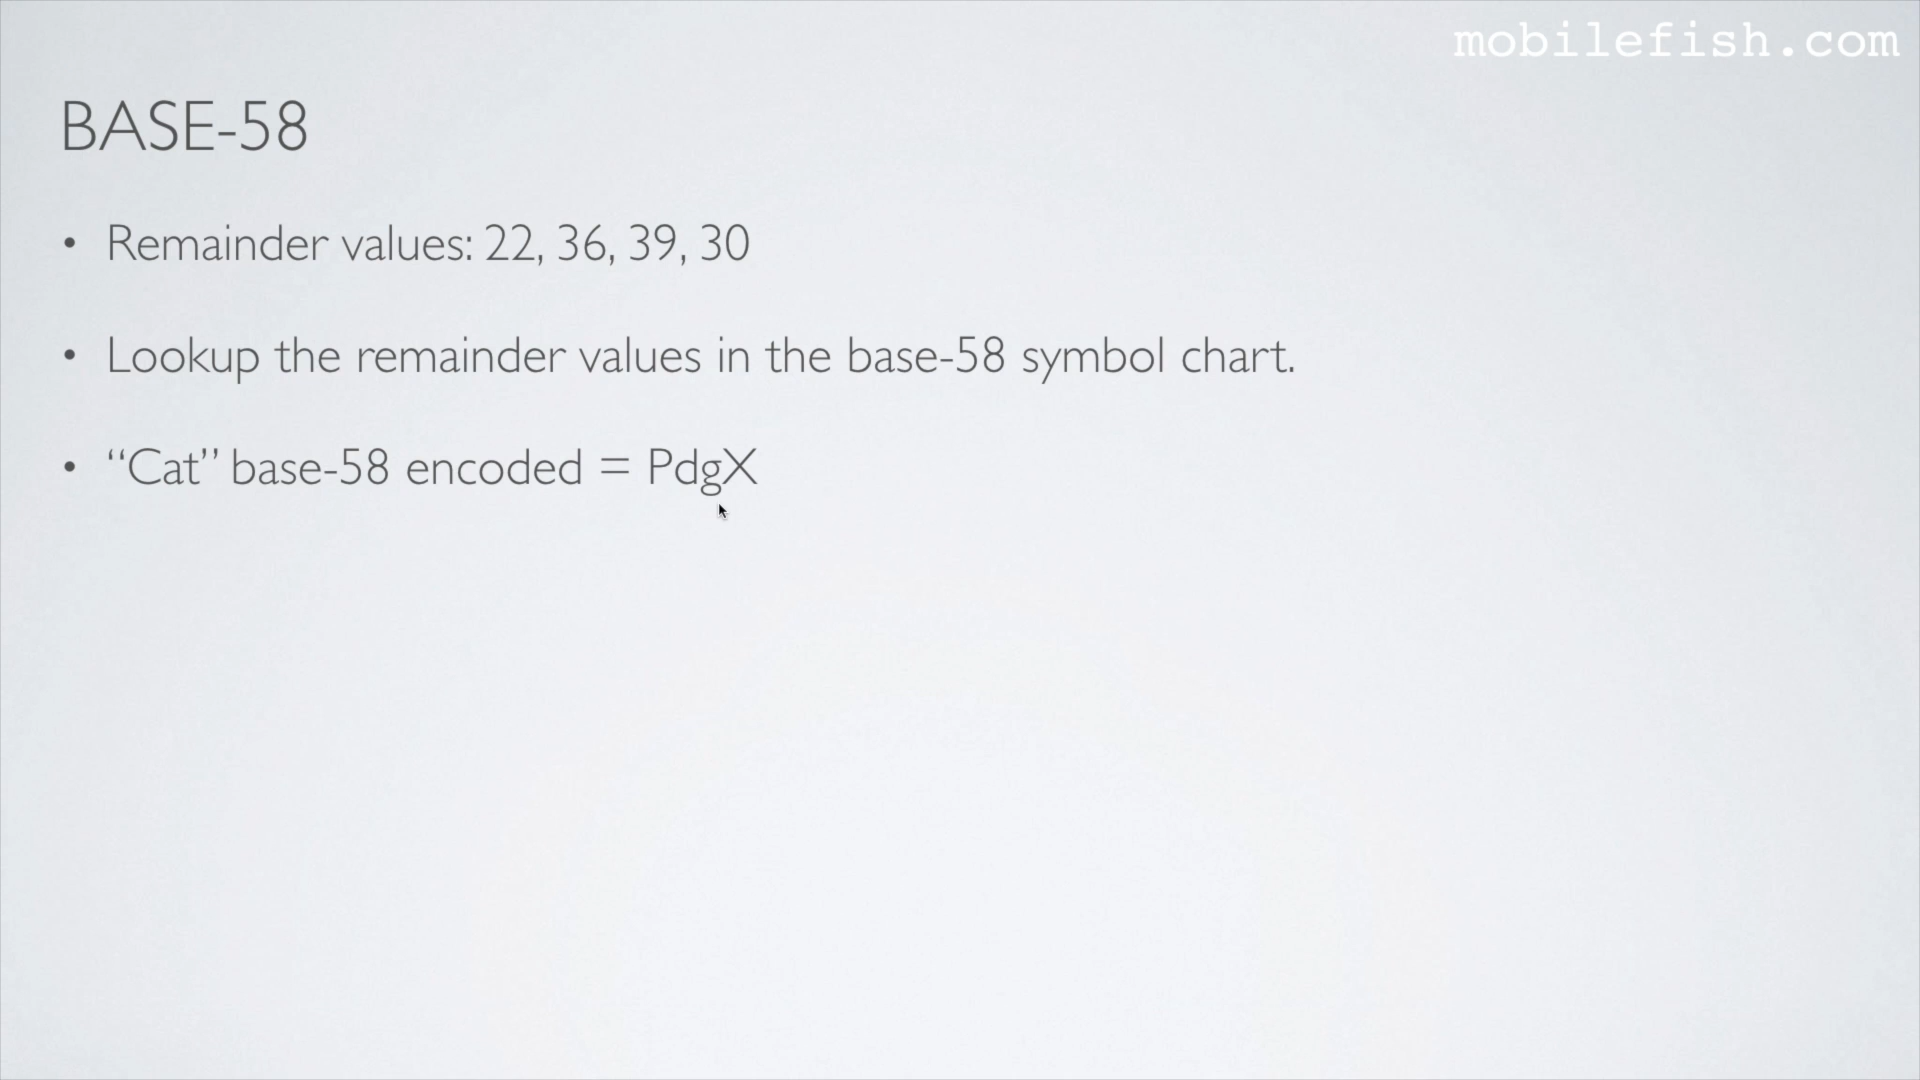 mobilefish.com
BASE-58
• Remainder values: 22, 36, 39, 30
• Lookup the remainder values in the base-58 symbol chart.
• “Cat” base-58 encoded = PdgX